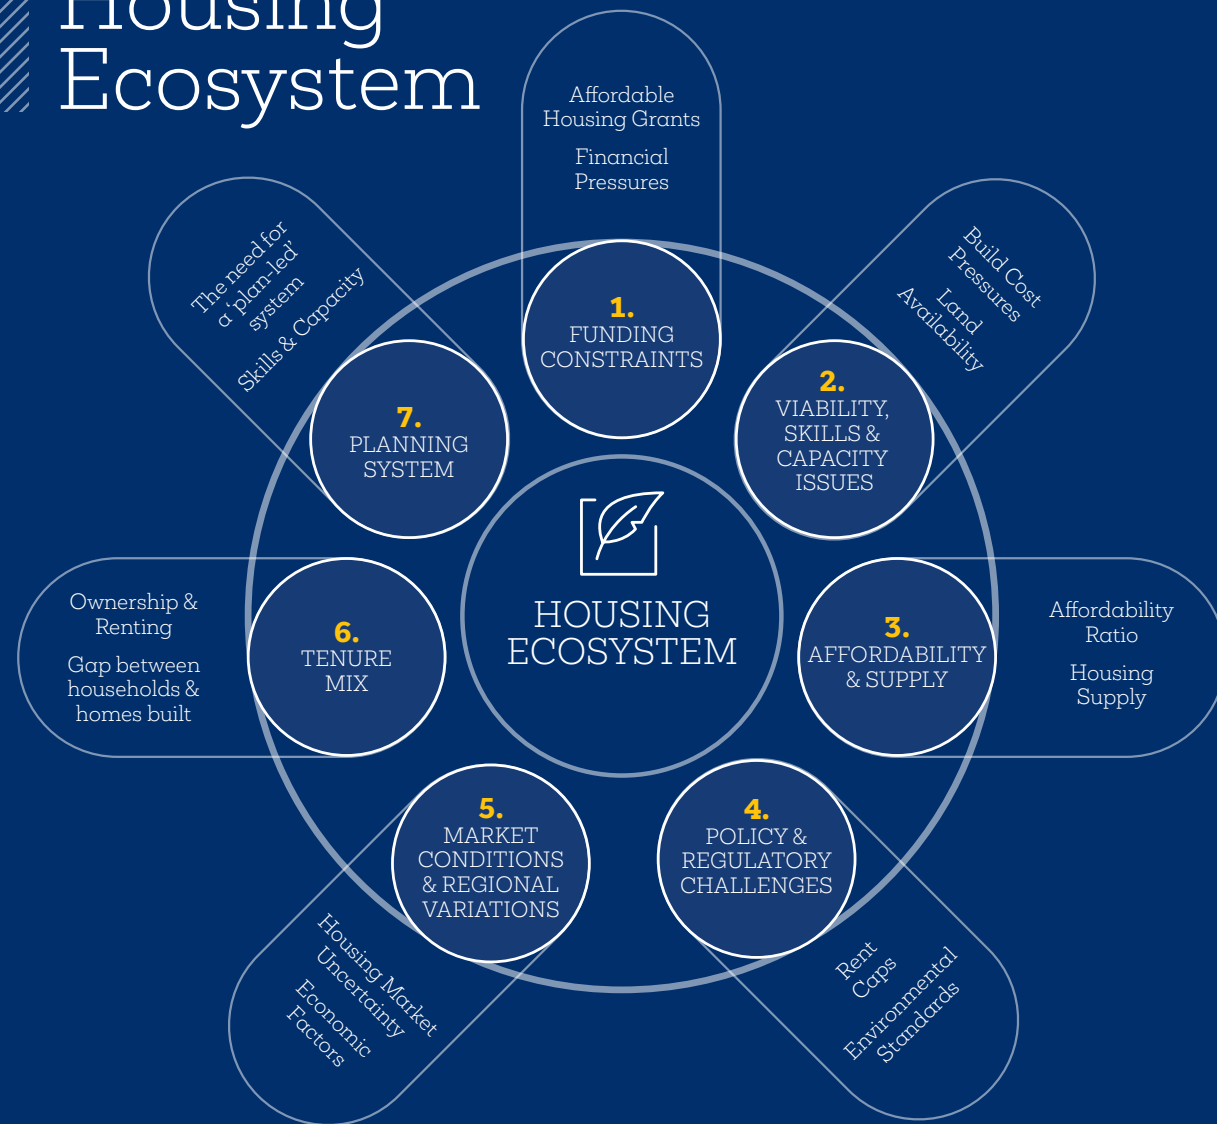 Housing
Ecosystem
Affordable
Housing Grants
Financial
Pressures
1.
FUNDING
CONSTRAINTS
Build Cost
Pressures
Land
Availability
2.
VIABILITY,
SKILLS &
CAPACITY
ISSUES
Affordability
Ratio
Housing
Supply
3.
AFFORDABILITY
& SUPPLY
Rent
Caps
Environmental
Standards
4.
POLICY &
REGULATORY
CHALLENGES
Housing Market
Uncertainty
Economic
Factors
5.
MARKET
CONDITIONS
& REGIONAL
VARIATIONS
Ownership &
Renting
Gap between
households &
homes built
6.
TENURE
MIX
The need for
a ‘plan-led’
system
Skills & Capacity
7.
PLANNING
SYSTEM
HOUSING
ECOSYSTEM